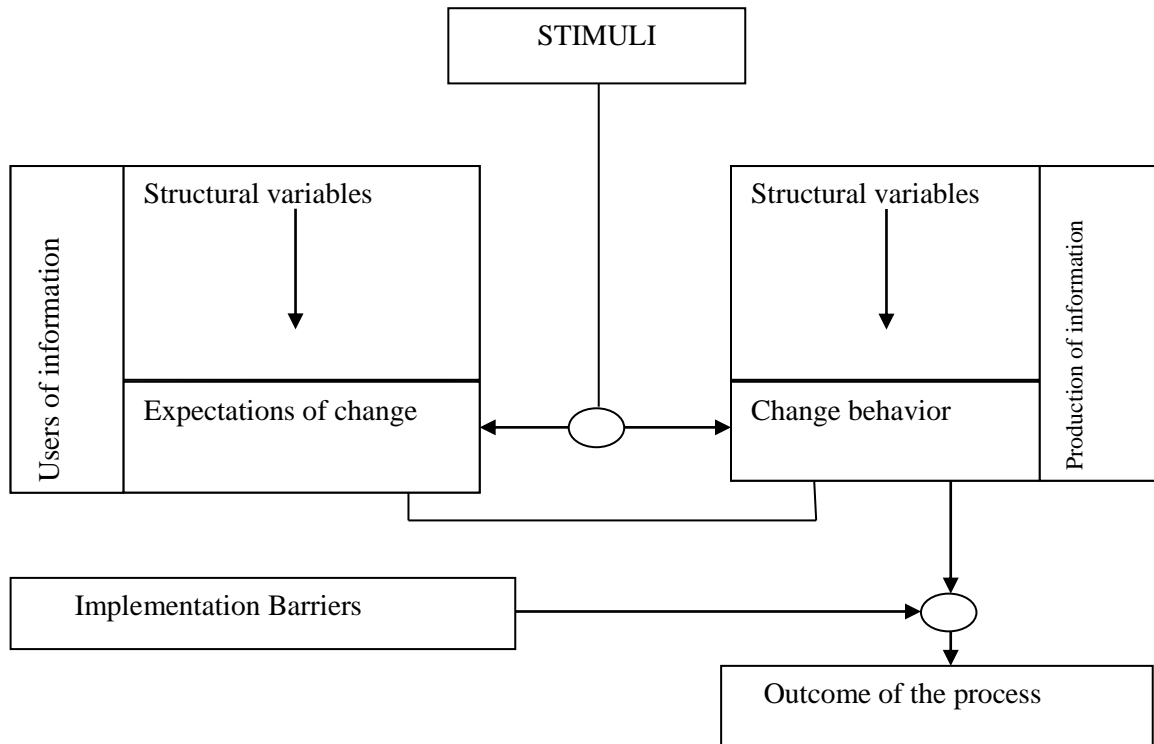 STIMULI
Users of information
Structural variables
Expectations of change
Structural variables
Change behavior
Production of information
Implementation Barriers
Outcome of the process